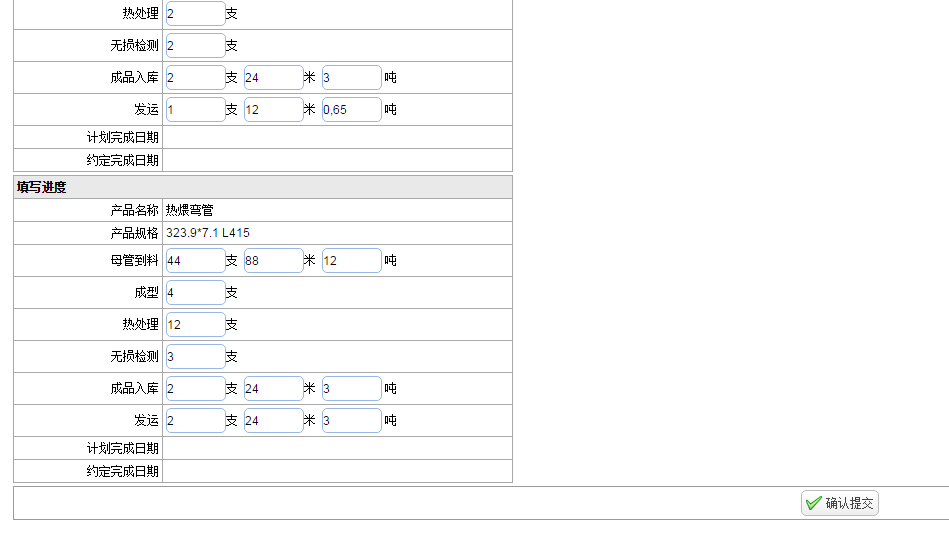 热处理 2 支
无损检测 2 支
成品入库 2 支 24 米 3 吨
发运 1 支 12 米 0,65 吨
计划完成日期
约定完成日期
填写进度
产品名称 热煨弯管
产品规格 323.9*7.1 L415
母管到料 44 支 88 米 12 吨
成型 4 支
热处理 12 支
无损检测 3 支
成品入库 2 支 24 米 3 吨
发运 2 支 24 米 3 吨
计划完成日期
约定完成日期
确认提交